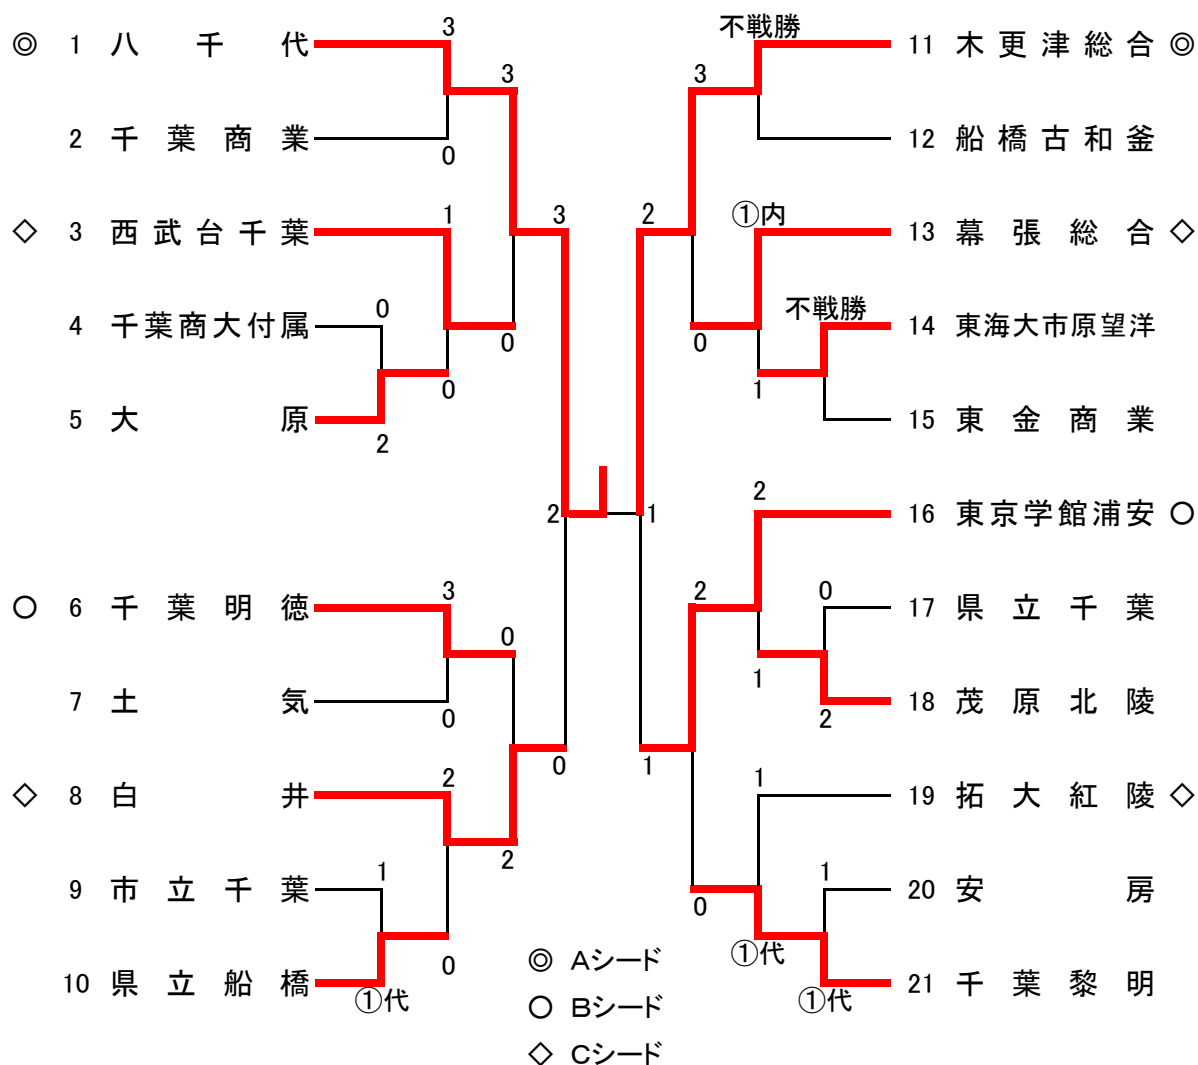 ◎ 1 八千代
3
2 千葉商業
0
3
◇ 3 西武台千葉
1
4 千葉商大付属
0
5 大原
2
0
0
3
○ 6 千葉明徳
3
7 土気
0
0
◇ 8 白井
2
9 市立千葉
1
10 県立船橋
①代
0
2
0
2
不戦勝
11 木更津総合 ◎
3
12 船橋古和釜
2
①内
13 幕張総合 ◇
不戦勝
14 東海大市原望洋
0
1
15 東金商業
1
2
16 東京学館浦安 ○
2
0
17 県立千葉
1
18 茂原北陵
2
1
1
19 拓大紅陵 ◇
1
20 安房
0
①代
21 千葉黎明
①代
◎ Aシード
○ Bシード
◇ Cシード